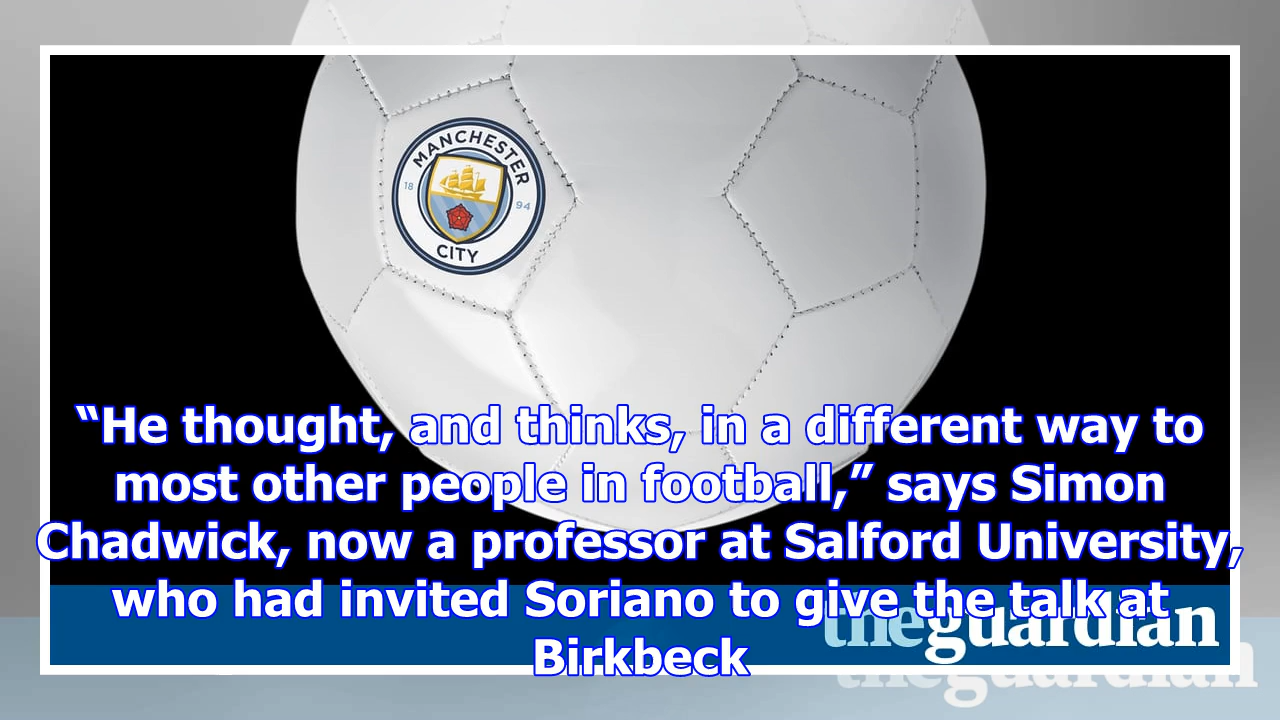 MANCHESTER
18
94
CITY
“He thought, and thinks, in a different way to
most other people in football,” says Simon
Chadwick, now a professor at Salford University,
who had invited Soriano to give the talk at
Birkbeck
theguardian
theguardian